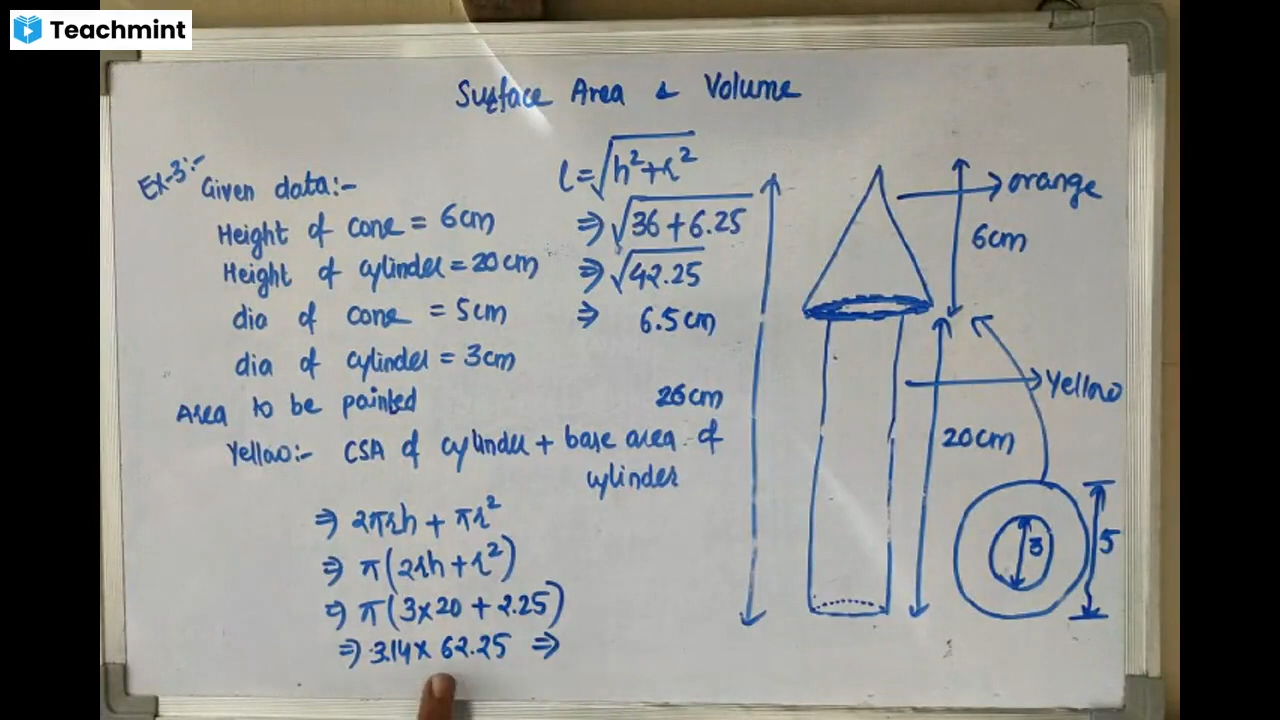 Teachmint
Surface Area & Volume
Ex-3:-
Given data:-
Height of cone = 6cm
Height of cylinder = 20cm
dia of cone = 5cm
dia of cylinder = 3cm
Area to be painted
Yellow:- CSA of cylinder + base area of
cylinder
⇒ 2πrh + πr²
⇒ π(2rh + r²)
⇒ π(3×20 + 2.25)
⇒ 3.14× 62.25 ⇒
l = √h²+r²
⇒ √36+6.25
⇒ √42.25
⇒ 6.5cm
26cm
orange
6cm
Yellow
20cm
3
5